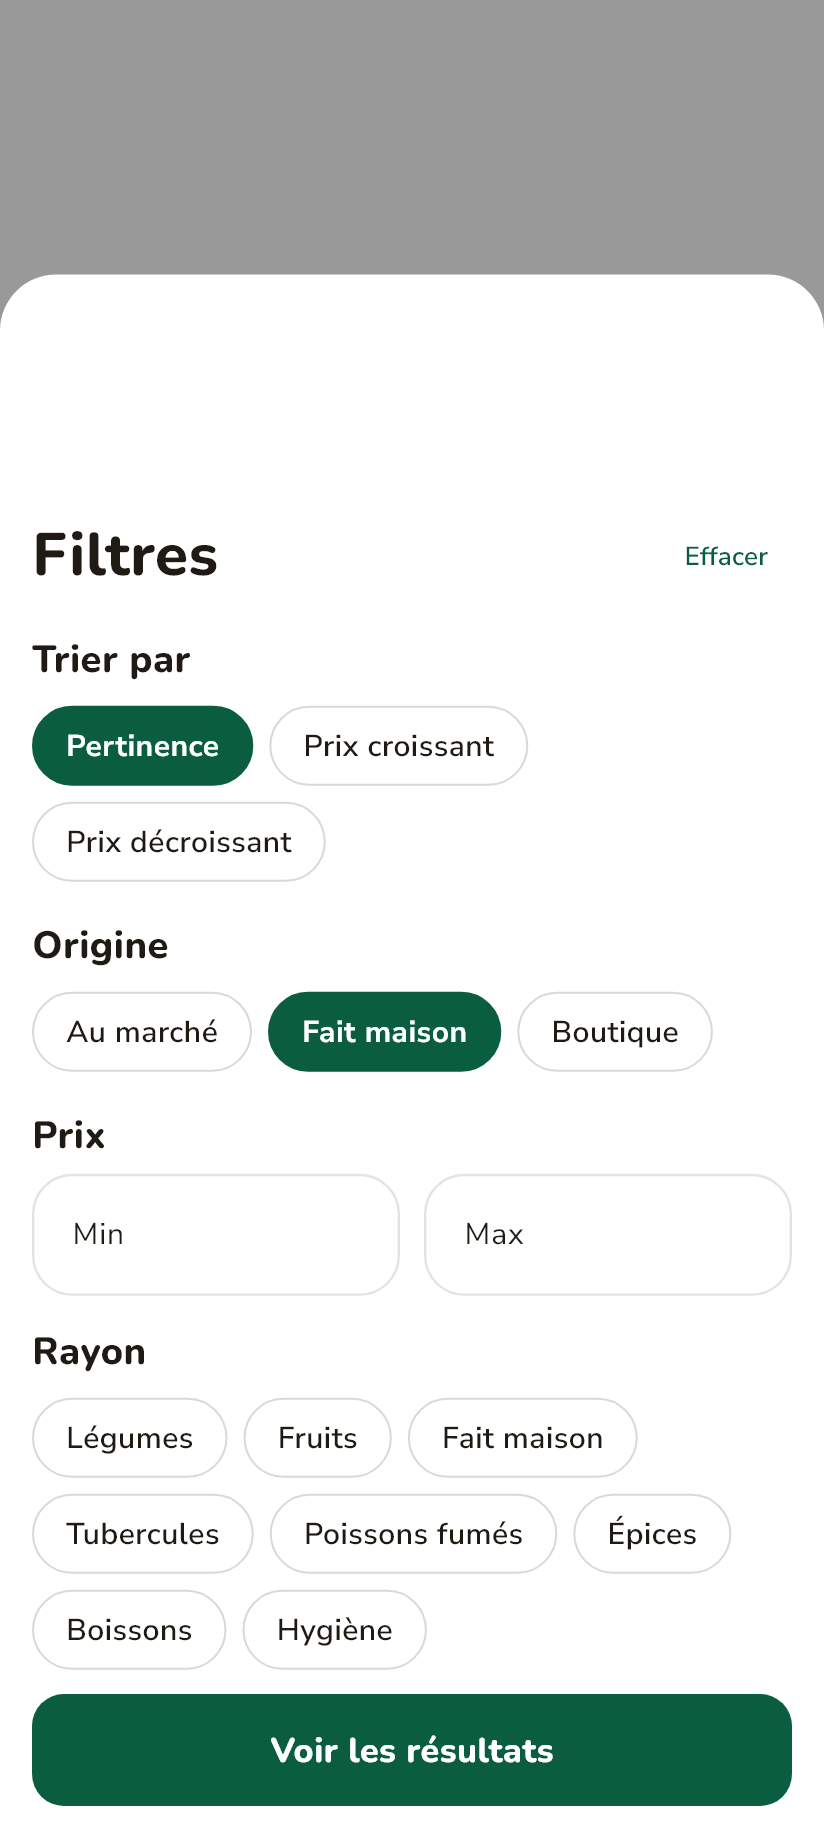 Filtres
Effacer
Trier par
Pertinence
Prix croissant
Prix décroissant
Origine
Au marché
Fait maison
Boutique
Prix
Min
Max
Rayon
Légumes
Fruits
Fait maison
Tubercules
Poissons fumés
Épices
Boissons
Hygiène
Voir les résultats